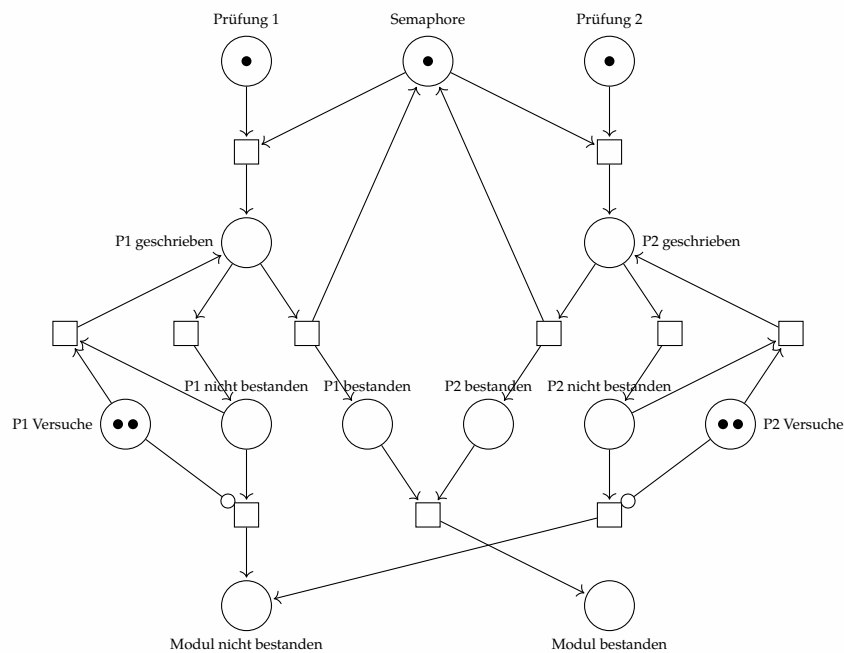 Prüfung 1
Semaphore
Prüfung 2
P1 geschrieben
P2 geschrieben
P1 nicht bestanden
P1 bestanden
P2 bestanden
P2 nicht bestanden
P1 Versuche
P2 Versuche
Modul nicht bestanden
Modul bestanden